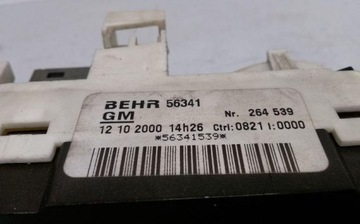 BEHR 56341
GM Nr. 264 539
12 10 2000 14h26 Ctrl:0821 I:0000
*56341539*